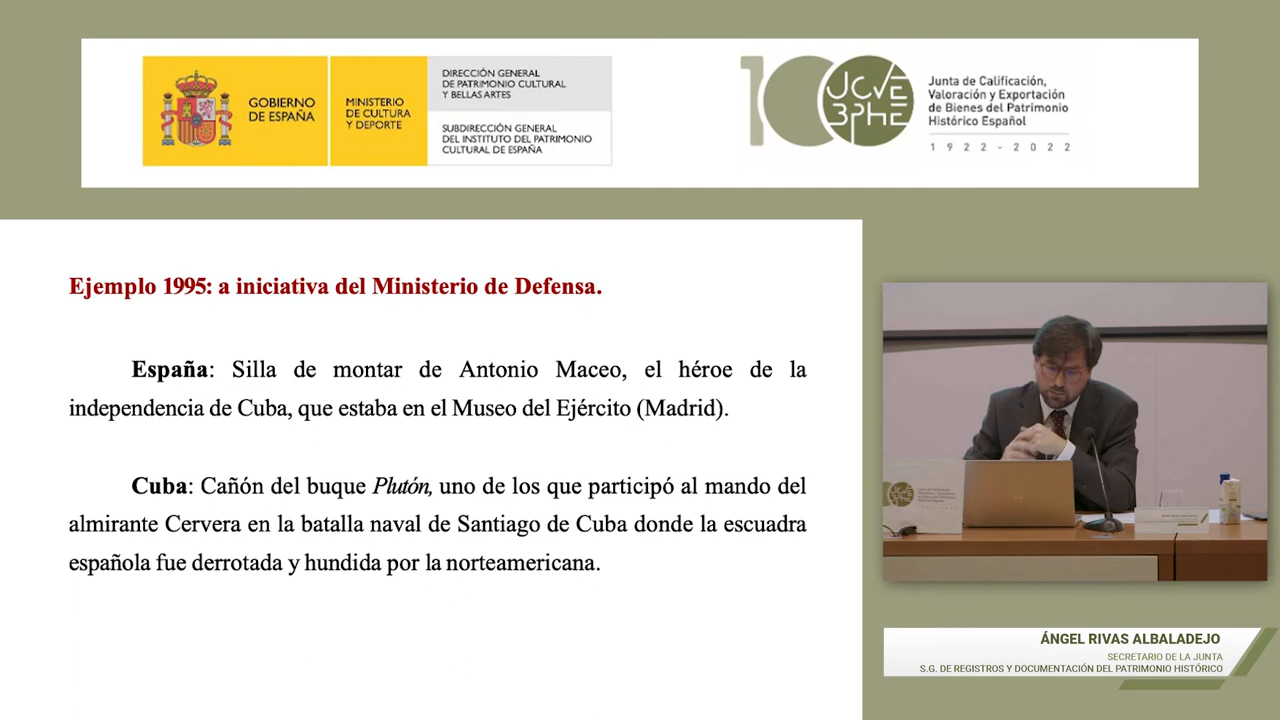 GOBIERNO
DE ESPAÑA
MINISTERIO
DE CULTURA
Y DEPORTE
DIRECCIÓN GENERAL
DE PATRIMONIO CULTURAL
Y BELLAS ARTES
SUBDIRECCIÓN GENERAL
DEL INSTITUTO DEL PATRIMONIO
CULTURAL DE ESPAÑA
100
JCVE
BPHE
Junta de Calificación,
Valoración y Exportación
de Bienes del Patrimonio
Histórico Español
1922-2022
Ejemplo 1995: a iniciativa del Ministerio de Defensa.
España: Silla de montar de Antonio Maceo, el héroe de la
independencia de Cuba, que estaba en el Museo del Ejército (Madrid).
Cuba: Cañón del buque Plutón, uno de los que participó al mando del
almirante Cervera en la batalla naval de Santiago de Cuba donde la escuadra
española fue derrotada y hundida por la norteamericana.
ÁNGEL RIVAS ALBALADEJO
SECRETARIO DE LA JUNTA
S.G. DE REGISTROS Y DOCUMENTACIÓN DEL PATRIMONIO HISTÓRICO